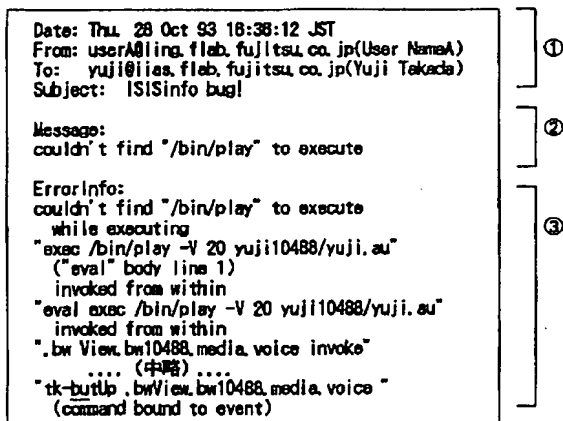 Date: Thu. 28 Oct 93 16:36:12 JST
From: userA@ling.flab.fujitsu.co.jp(User NameA)
To: yuji@iias.flab.fujitsu.co.jp(Yuji Takada)
Subject: ISISinfo bug!
①
Message:
couldn't find "/bin/play" to execute
②
ErrorInfo:
couldn't find "/bin/play" to execute
while executing
"exec /bin/play -V 20 yuji10488/yuji.au"
("eval" body line 1)
invoked from within
"eval exec /bin/play -V 20 yuji10488/yuji.au"
invoked from within
".bw View.bw10488.media.voice invoke"
.... (中略) ....
"tk-butUp .bwView.bw10488.media.voice "
(command bound to event)
③